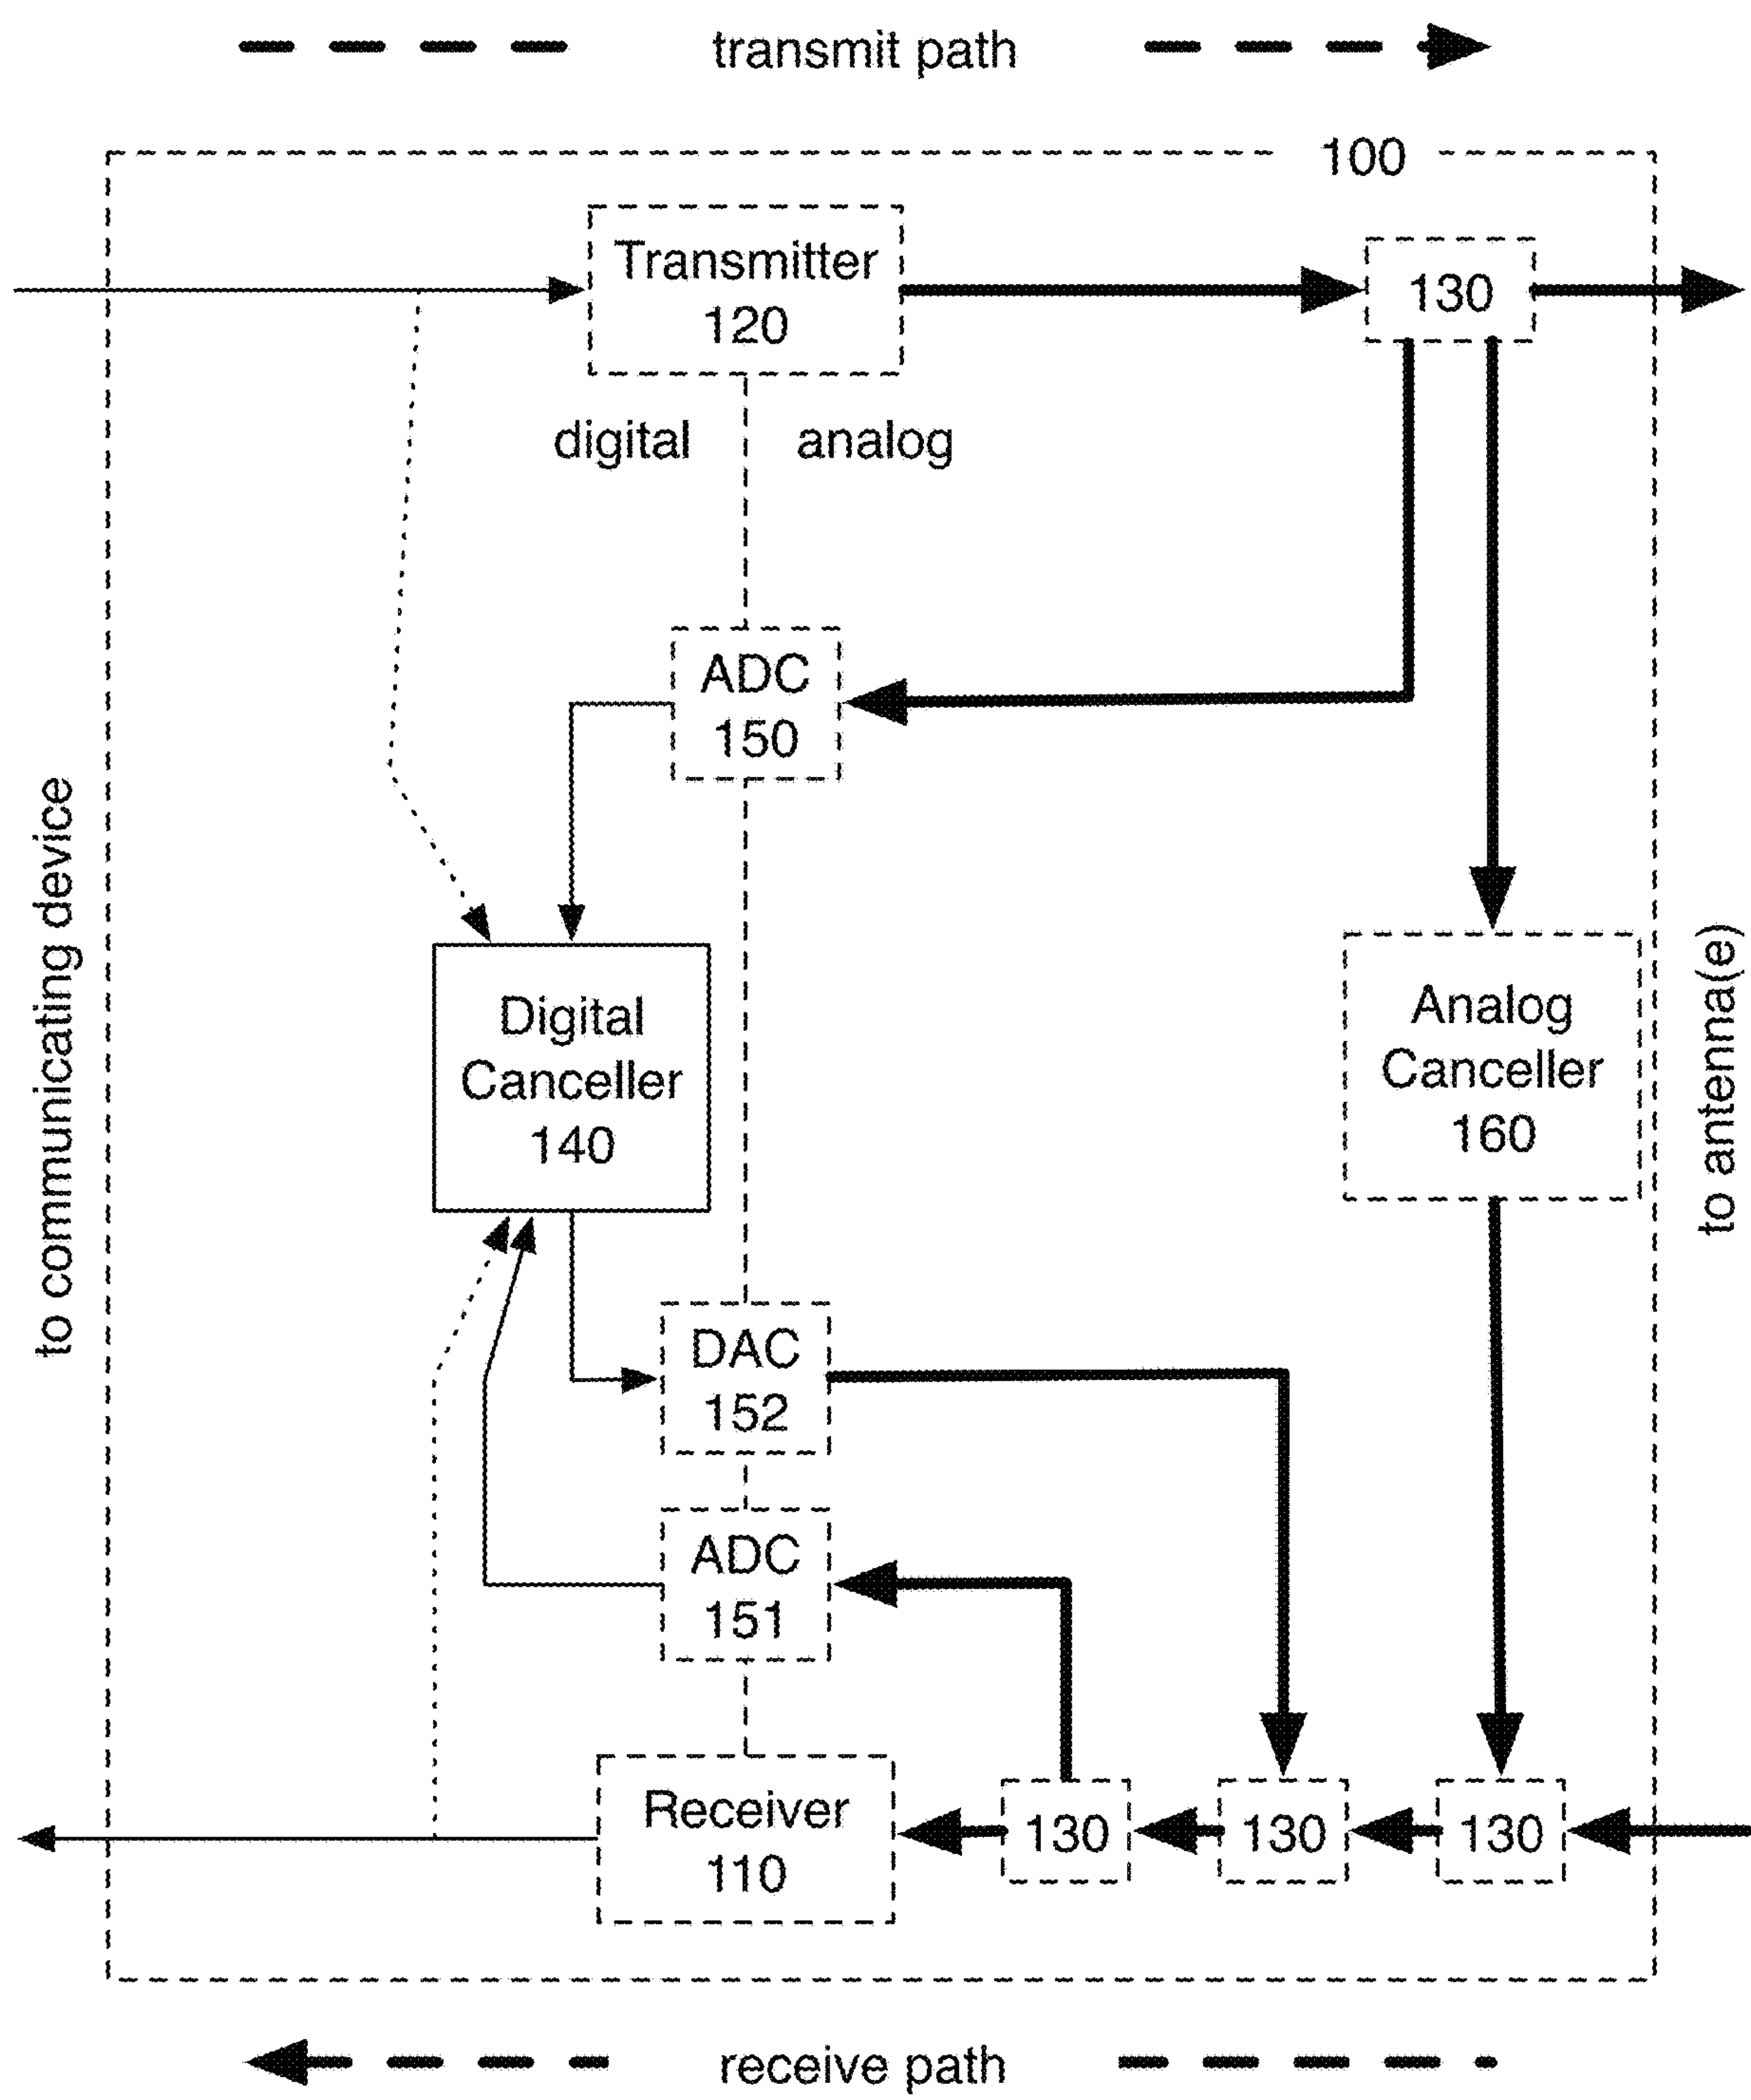 transmit path
100
Transmitter
120
130
digital
analog
ADC
150
to communicating device
Digital
Canceller
140
Analog
Canceller
160
to antenna(e)
DAC
152
ADC
151
Receiver
110
130
130
130
receive path